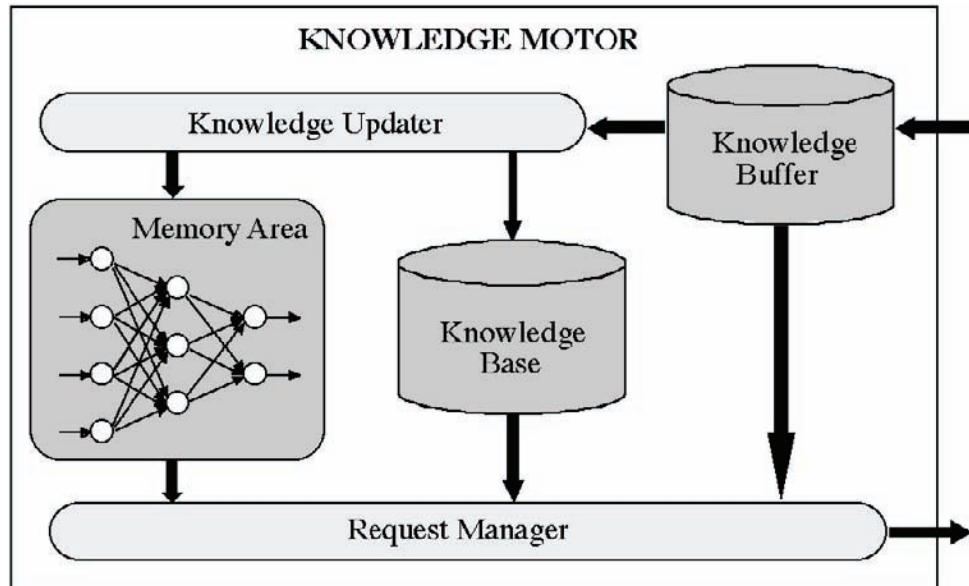 KNOWLEDGE MOTOR
Knowledge Updater
Knowledge
Buffer
Memory Area
Knowledge
Base
Request Manager